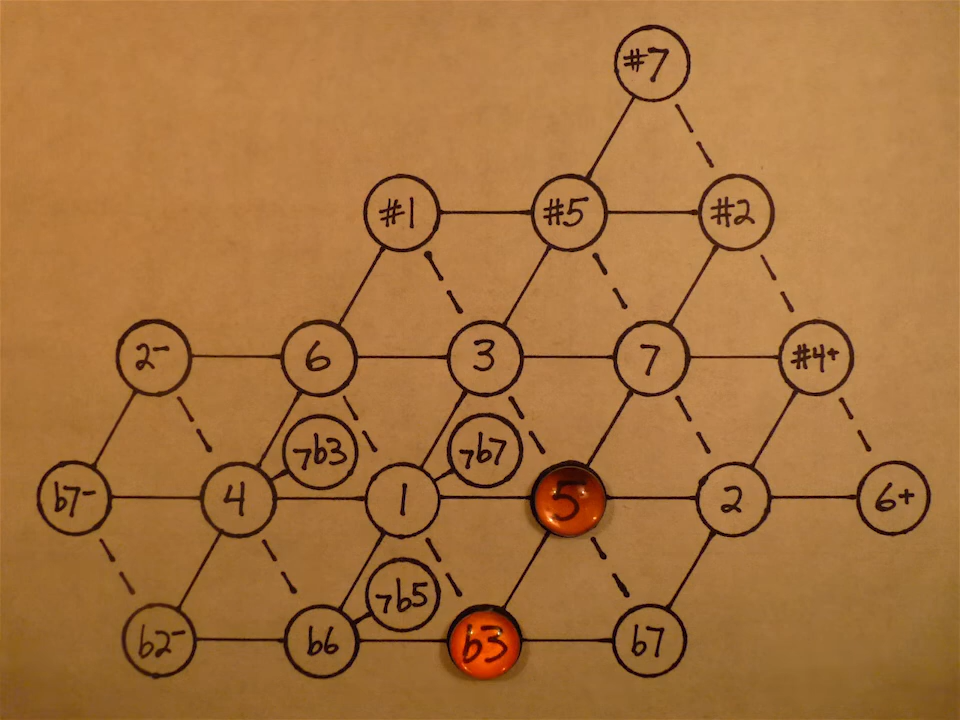 #7
#1 #5 #2
2- 6 3 7 #4+
7b3 7b7
b7- 4 1 5 2 6+
7b5
b2- b6 b3 b7